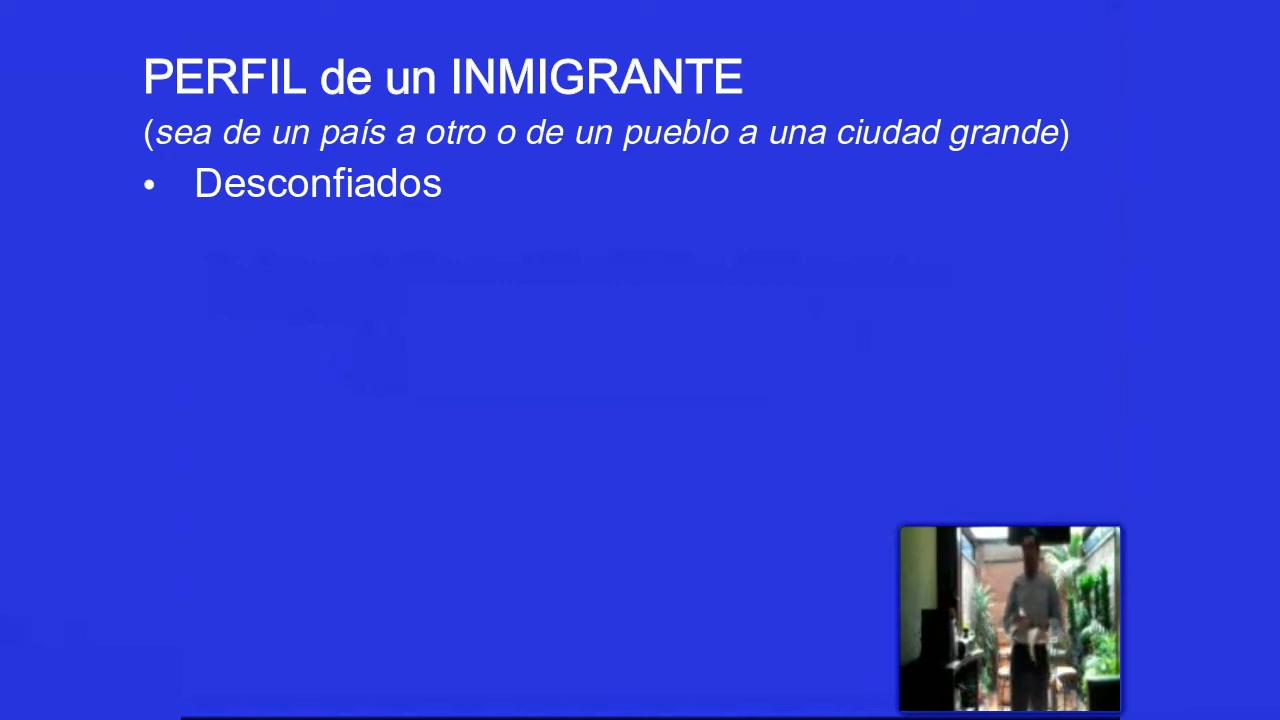 PERFIL de un INMIGRANTE
(sea de un país a otro o de un pueblo a una ciudad grande)
• Desconfiados